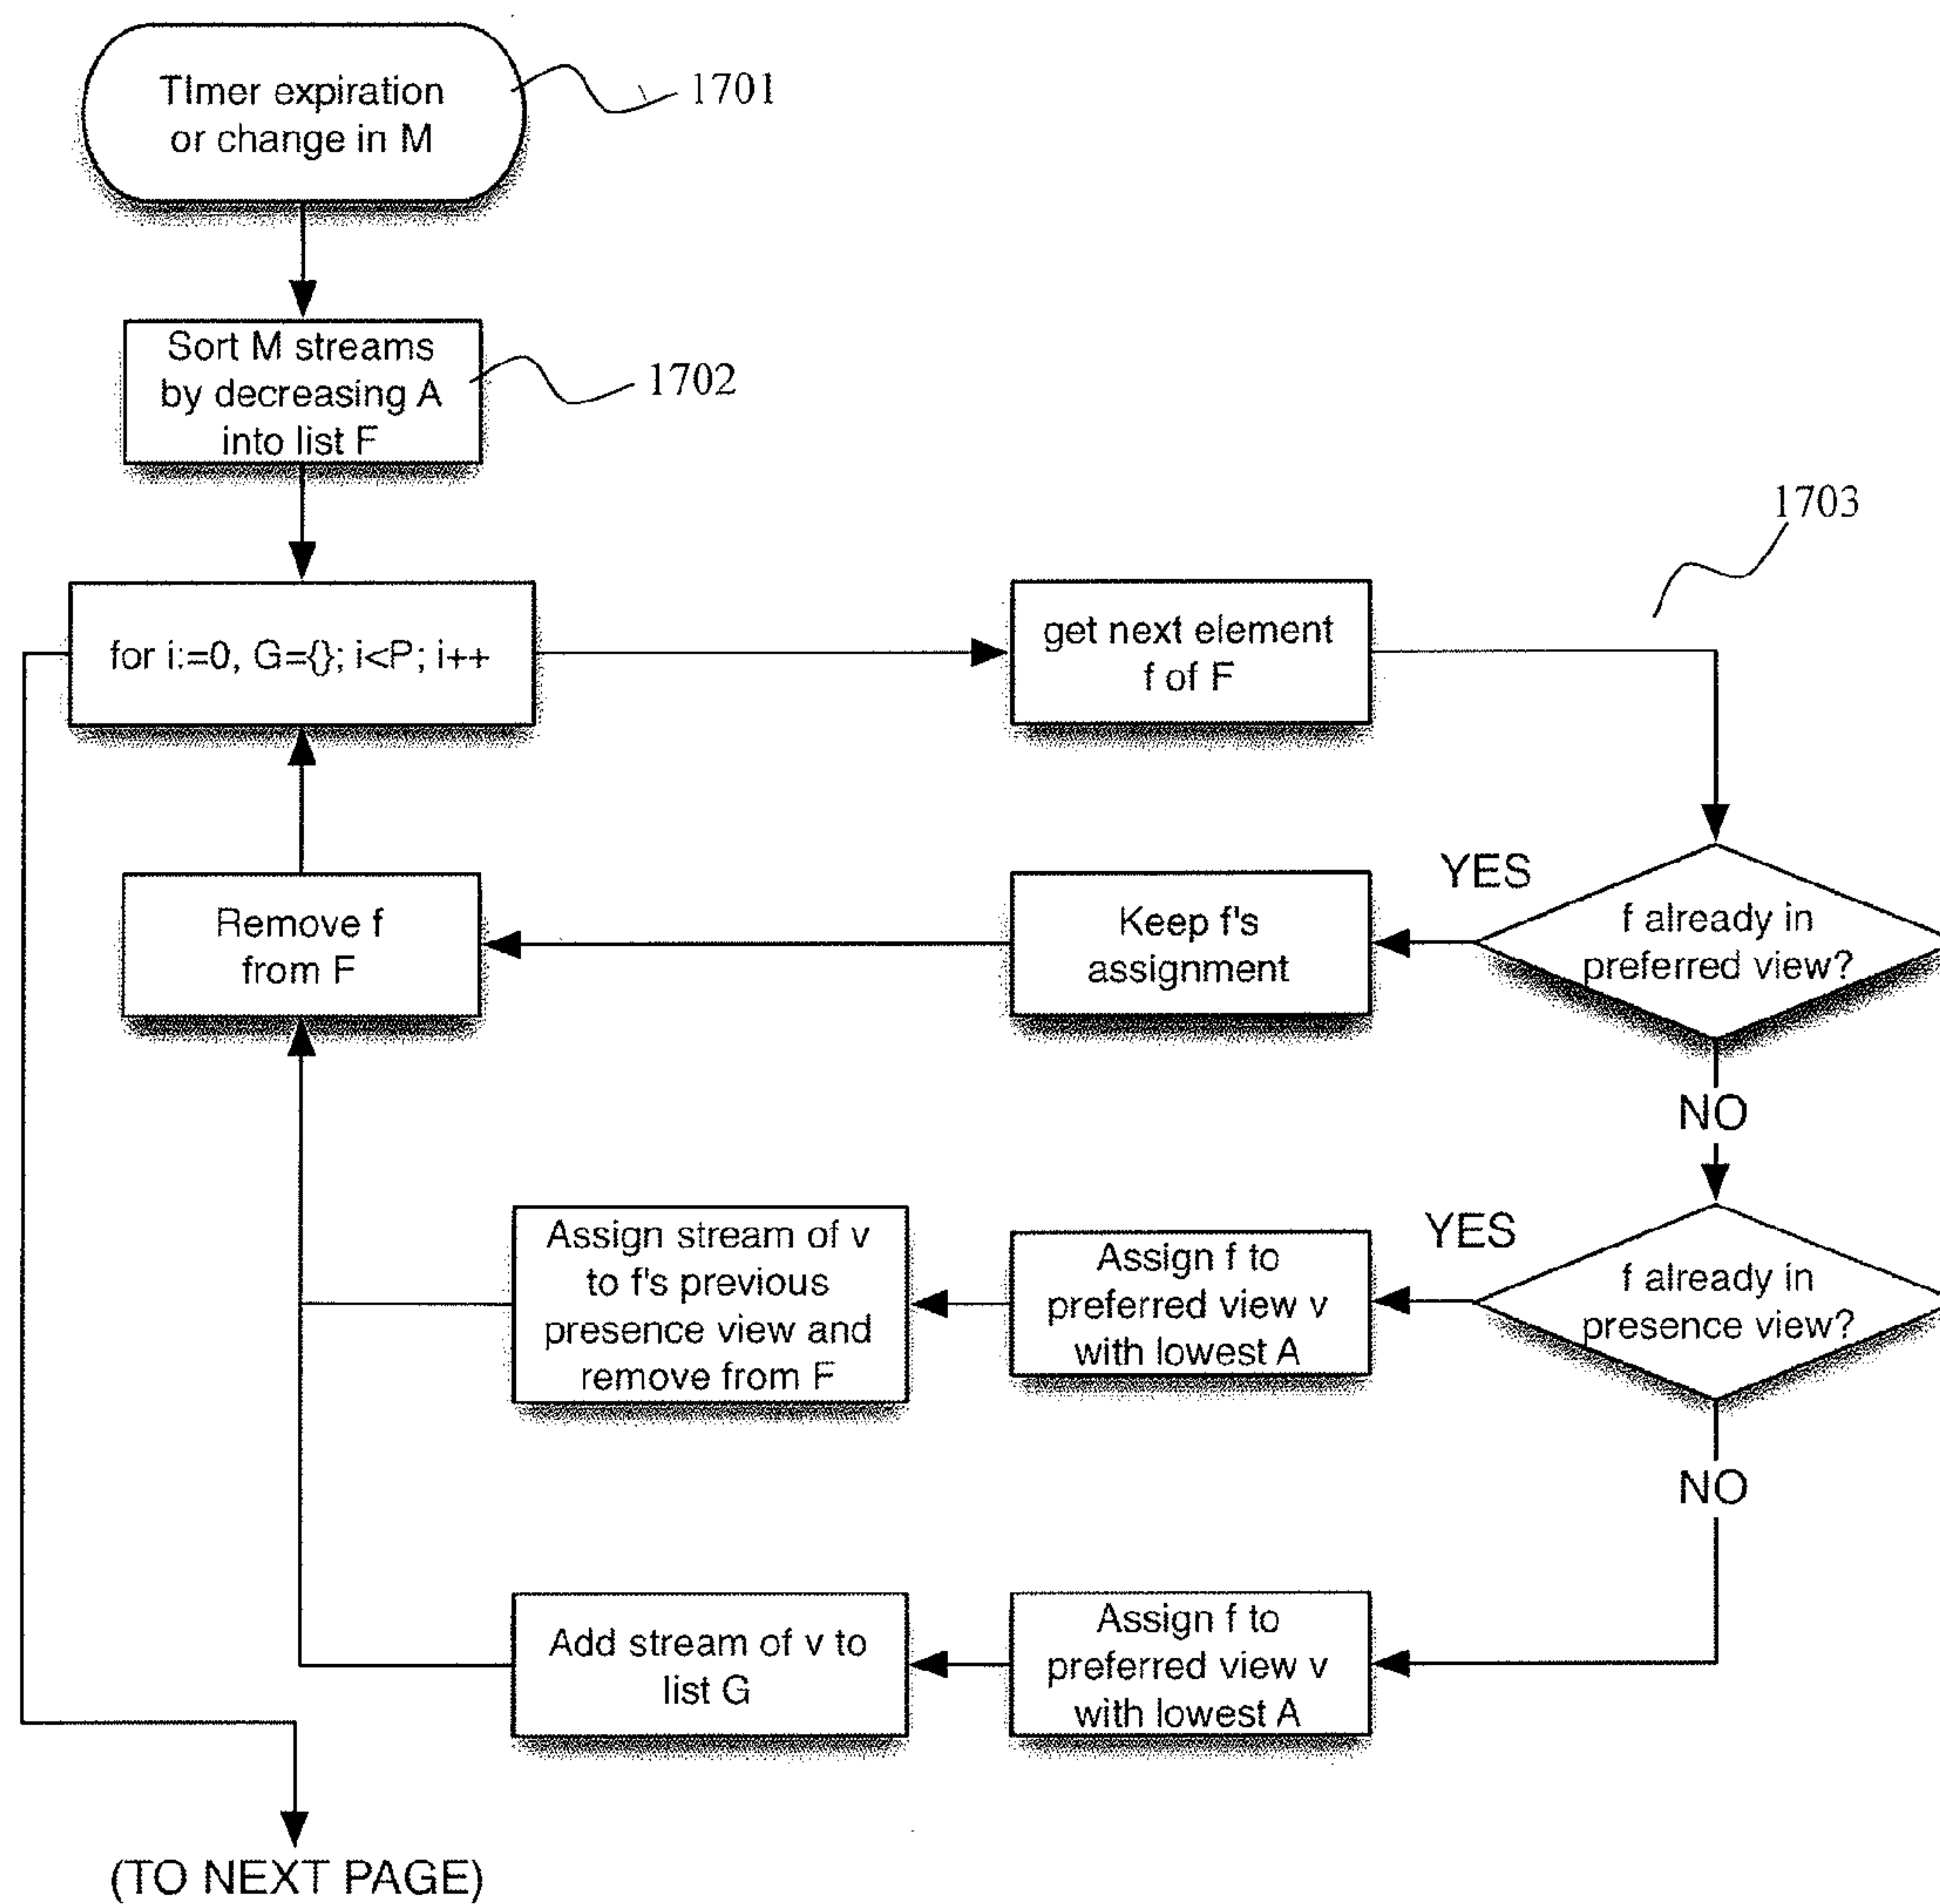 TImer expiration
or change in M
1701
Sort M streams
by decreasing A
into list F
1702
1703
for i:=0, G={}; i<P; i++
get next element
f of F
YES
Remove f
from F
Keep f's
assignment
f already in
preferred view?
NO
YES
Assign stream of v
to f's previous
presence view and
remove from F
Assign f to
preferred view v
with lowest A
f already in
presence view?
NO
Add stream of v to
list G
Assign f to
preferred view v
with lowest A
(TO NEXT PAGE)